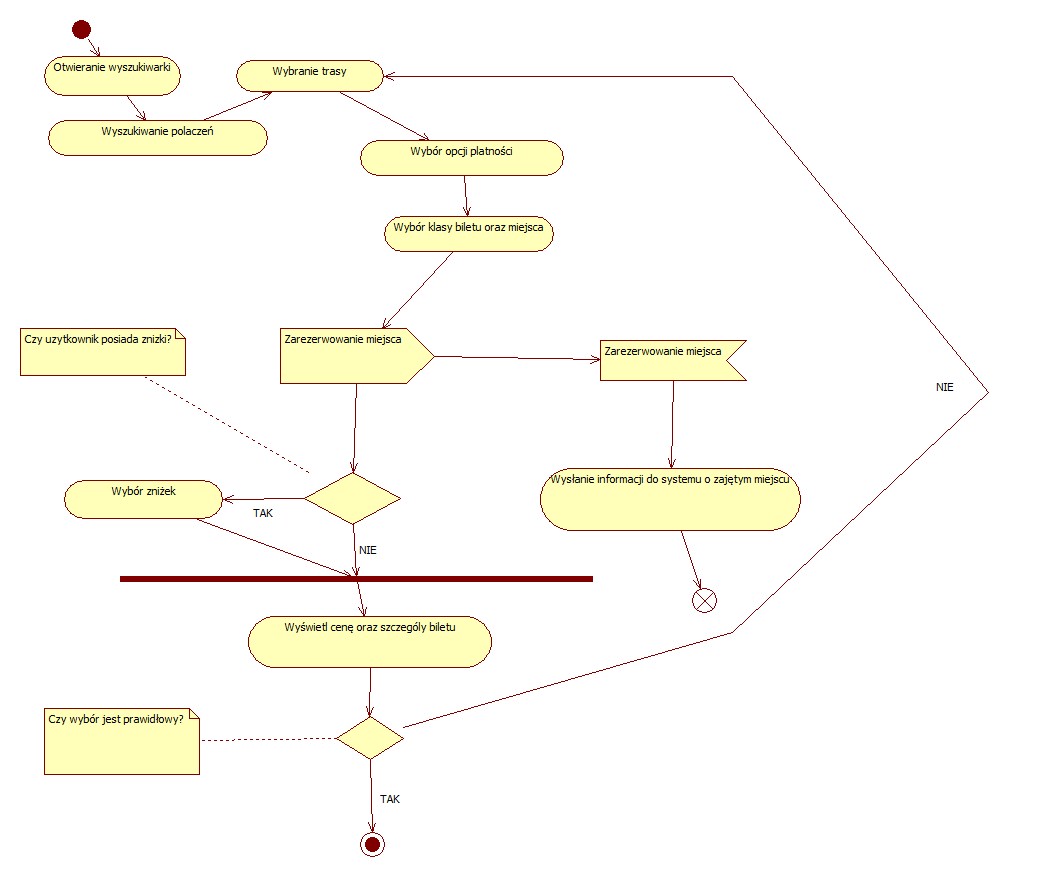 Otwieranie wyszukiwarki
Wybranie trasy
Wyszukiwanie polaczeń
Wybór opcji platności
Wybór klasy biletu oraz miejsca
Czy uzytkownik posiada znizki?
Zarezerwowanie miejsca
Zarezerwowanie miejsca
NIE
Wysłanie informacji do systemu o zajętym miejscu
Wybór zniżek
TAK
NIE
Wyświetl cenę oraz szczególy biletu
Czy wybór jest prawidłowy?
TAK